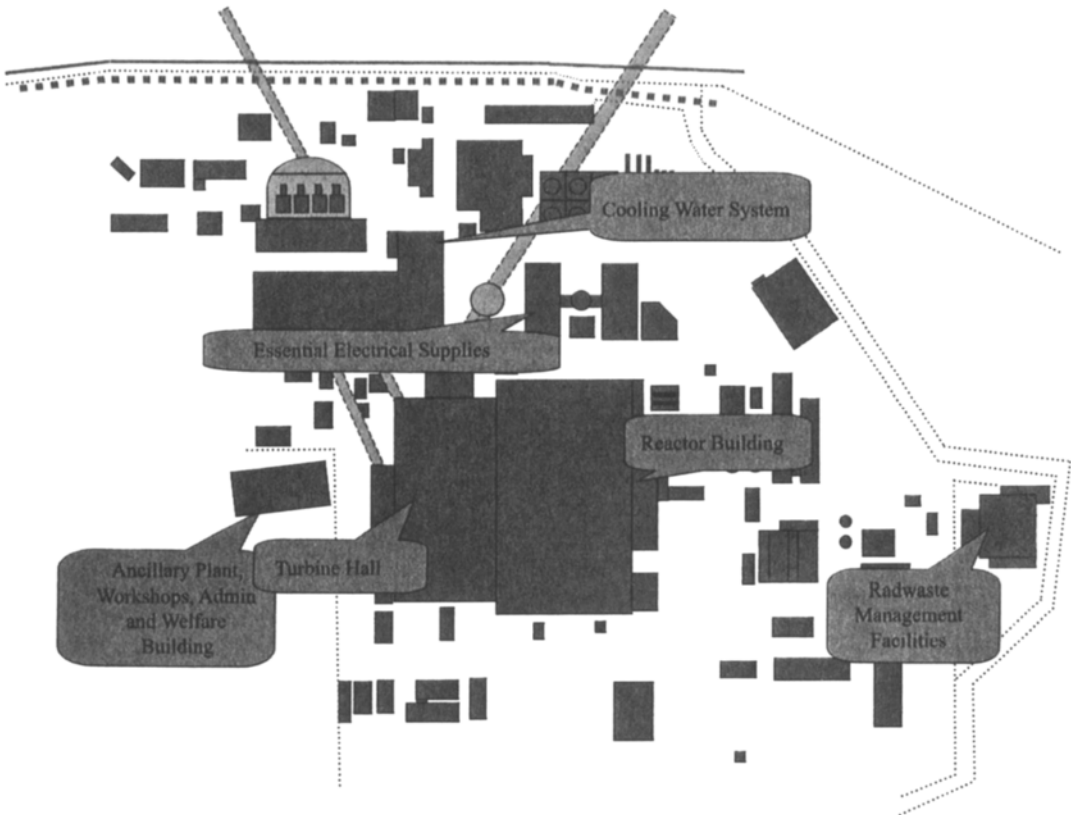 Cooling Water System
Essential Electrical Supplies
Reactor Building
Ancillary Plant,
Workshops, Admin
and Welfare
Building
Turbine Hall
Radwaste
Management
Facilities